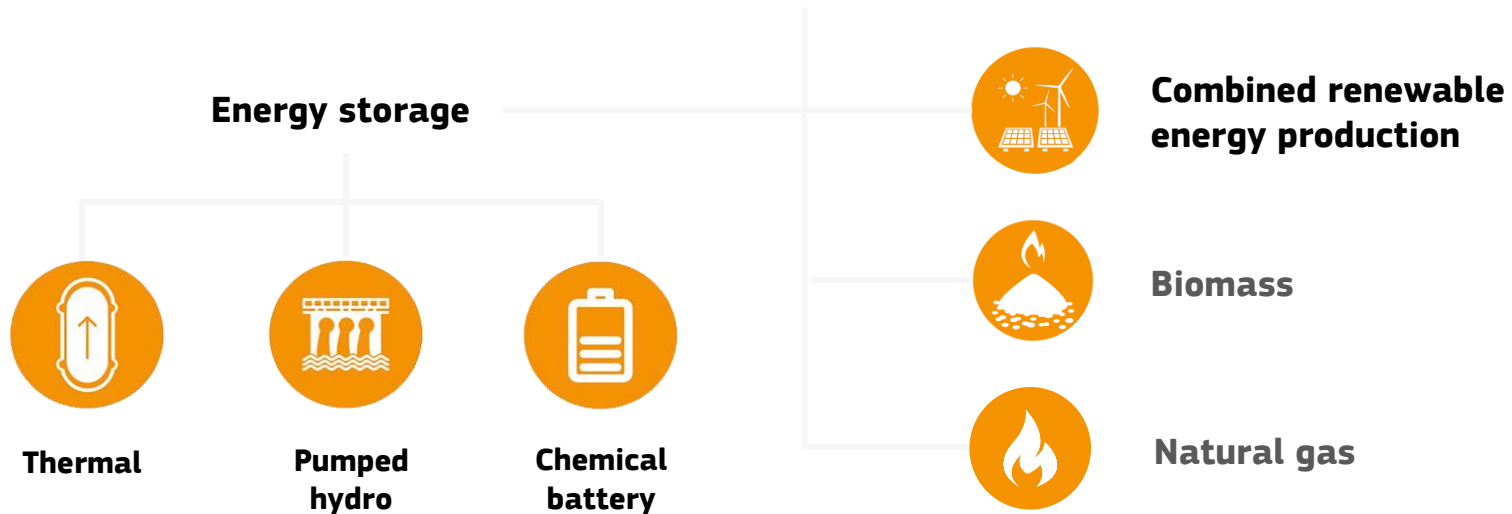 Energy storage
Combined renewable
energy production
Biomass
Thermal
Pumped
hydro
Chemical
battery
Natural gas